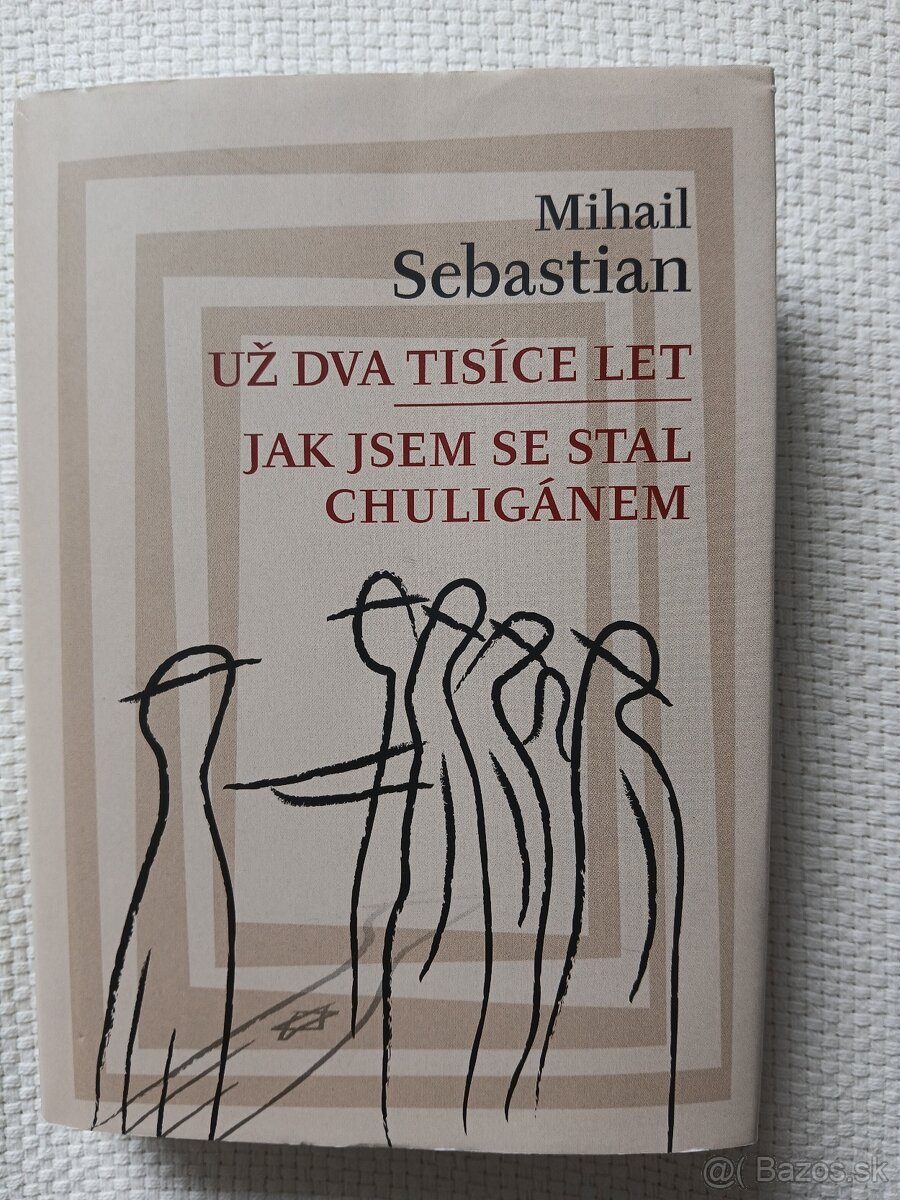 Mihail
Sebastian
UŽ DVA TISÍCE LET
JAK JSEM SE STAL
CHULIGÁNEM
@( Bazos.sk